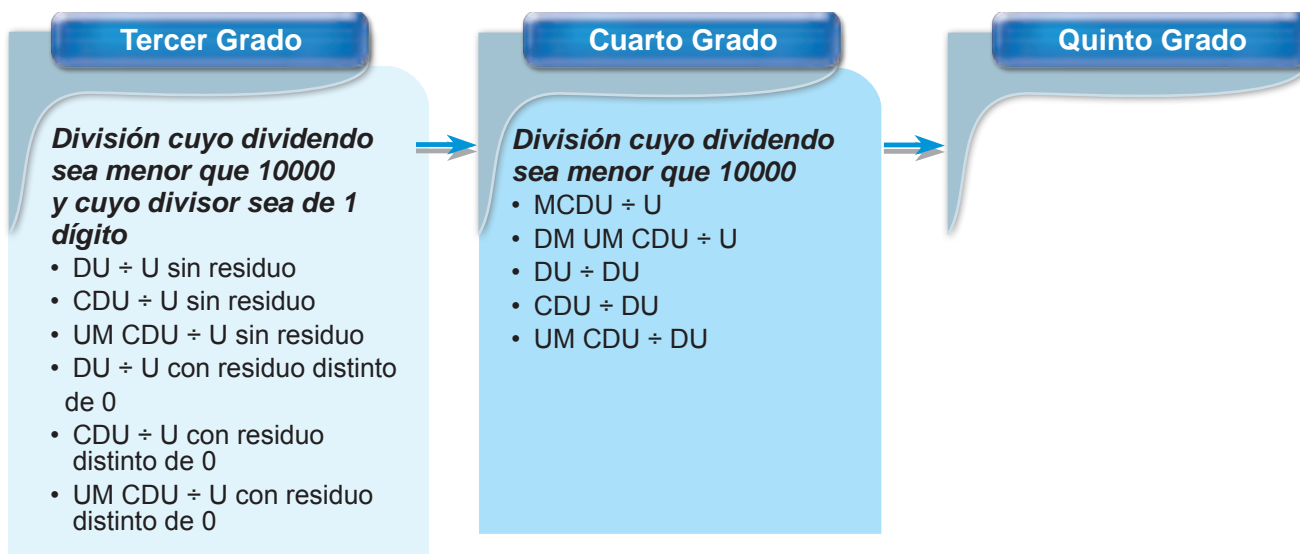 Tercer Grado
División cuyo dividendo
sea menor que 10000
y cuyo divisor sea de 1
dígito
• DU ÷ U sin residuo
• CDU ÷ U sin residuo
• UM CDU ÷ U sin residuo
• DU ÷ U con residuo distinto
de 0
• CDU ÷ U con residuo
distinto de 0
• UM CDU ÷ U con residuo
distinto de 0
Cuarto Grado
División cuyo dividendo
sea menor que 10000
• MCDU ÷ U
• DM UM CDU ÷ U
• DU ÷ DU
• CDU ÷ DU
• UM CDU ÷ DU
Quinto Grado